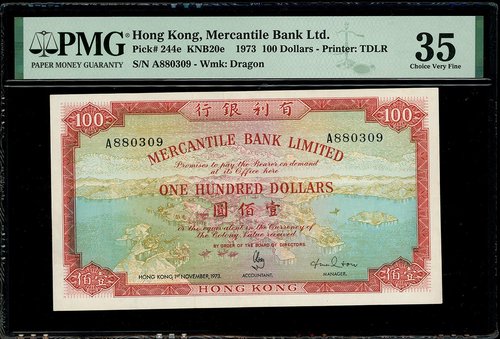 PMG
PAPER MONEY GUARANTY
Hong Kong, Mercantile Bank Ltd.
Pick# 244e KNB20e 1973 100 Dollars - Printer: TDLR
S/N A880309 - Wmk: Dragon
35
Choice Very Fine
100
行銀利有
100
A880309
A880309
MERCANTILE BANK LIMITED
Promises to pay the Bearer on demand
at its Office here
ONE HUNDRED DOLLARS
圓佰壹
or the equivalent in the Currency of
the Colony, Value received
BY ORDER OF THE BOARD OF DIRECTORS
HONG KONG 1ST NOVEMBER, 1973.
ACCOUNTANT.
MANAGER.
佰壹
HONG KONG
佰壹